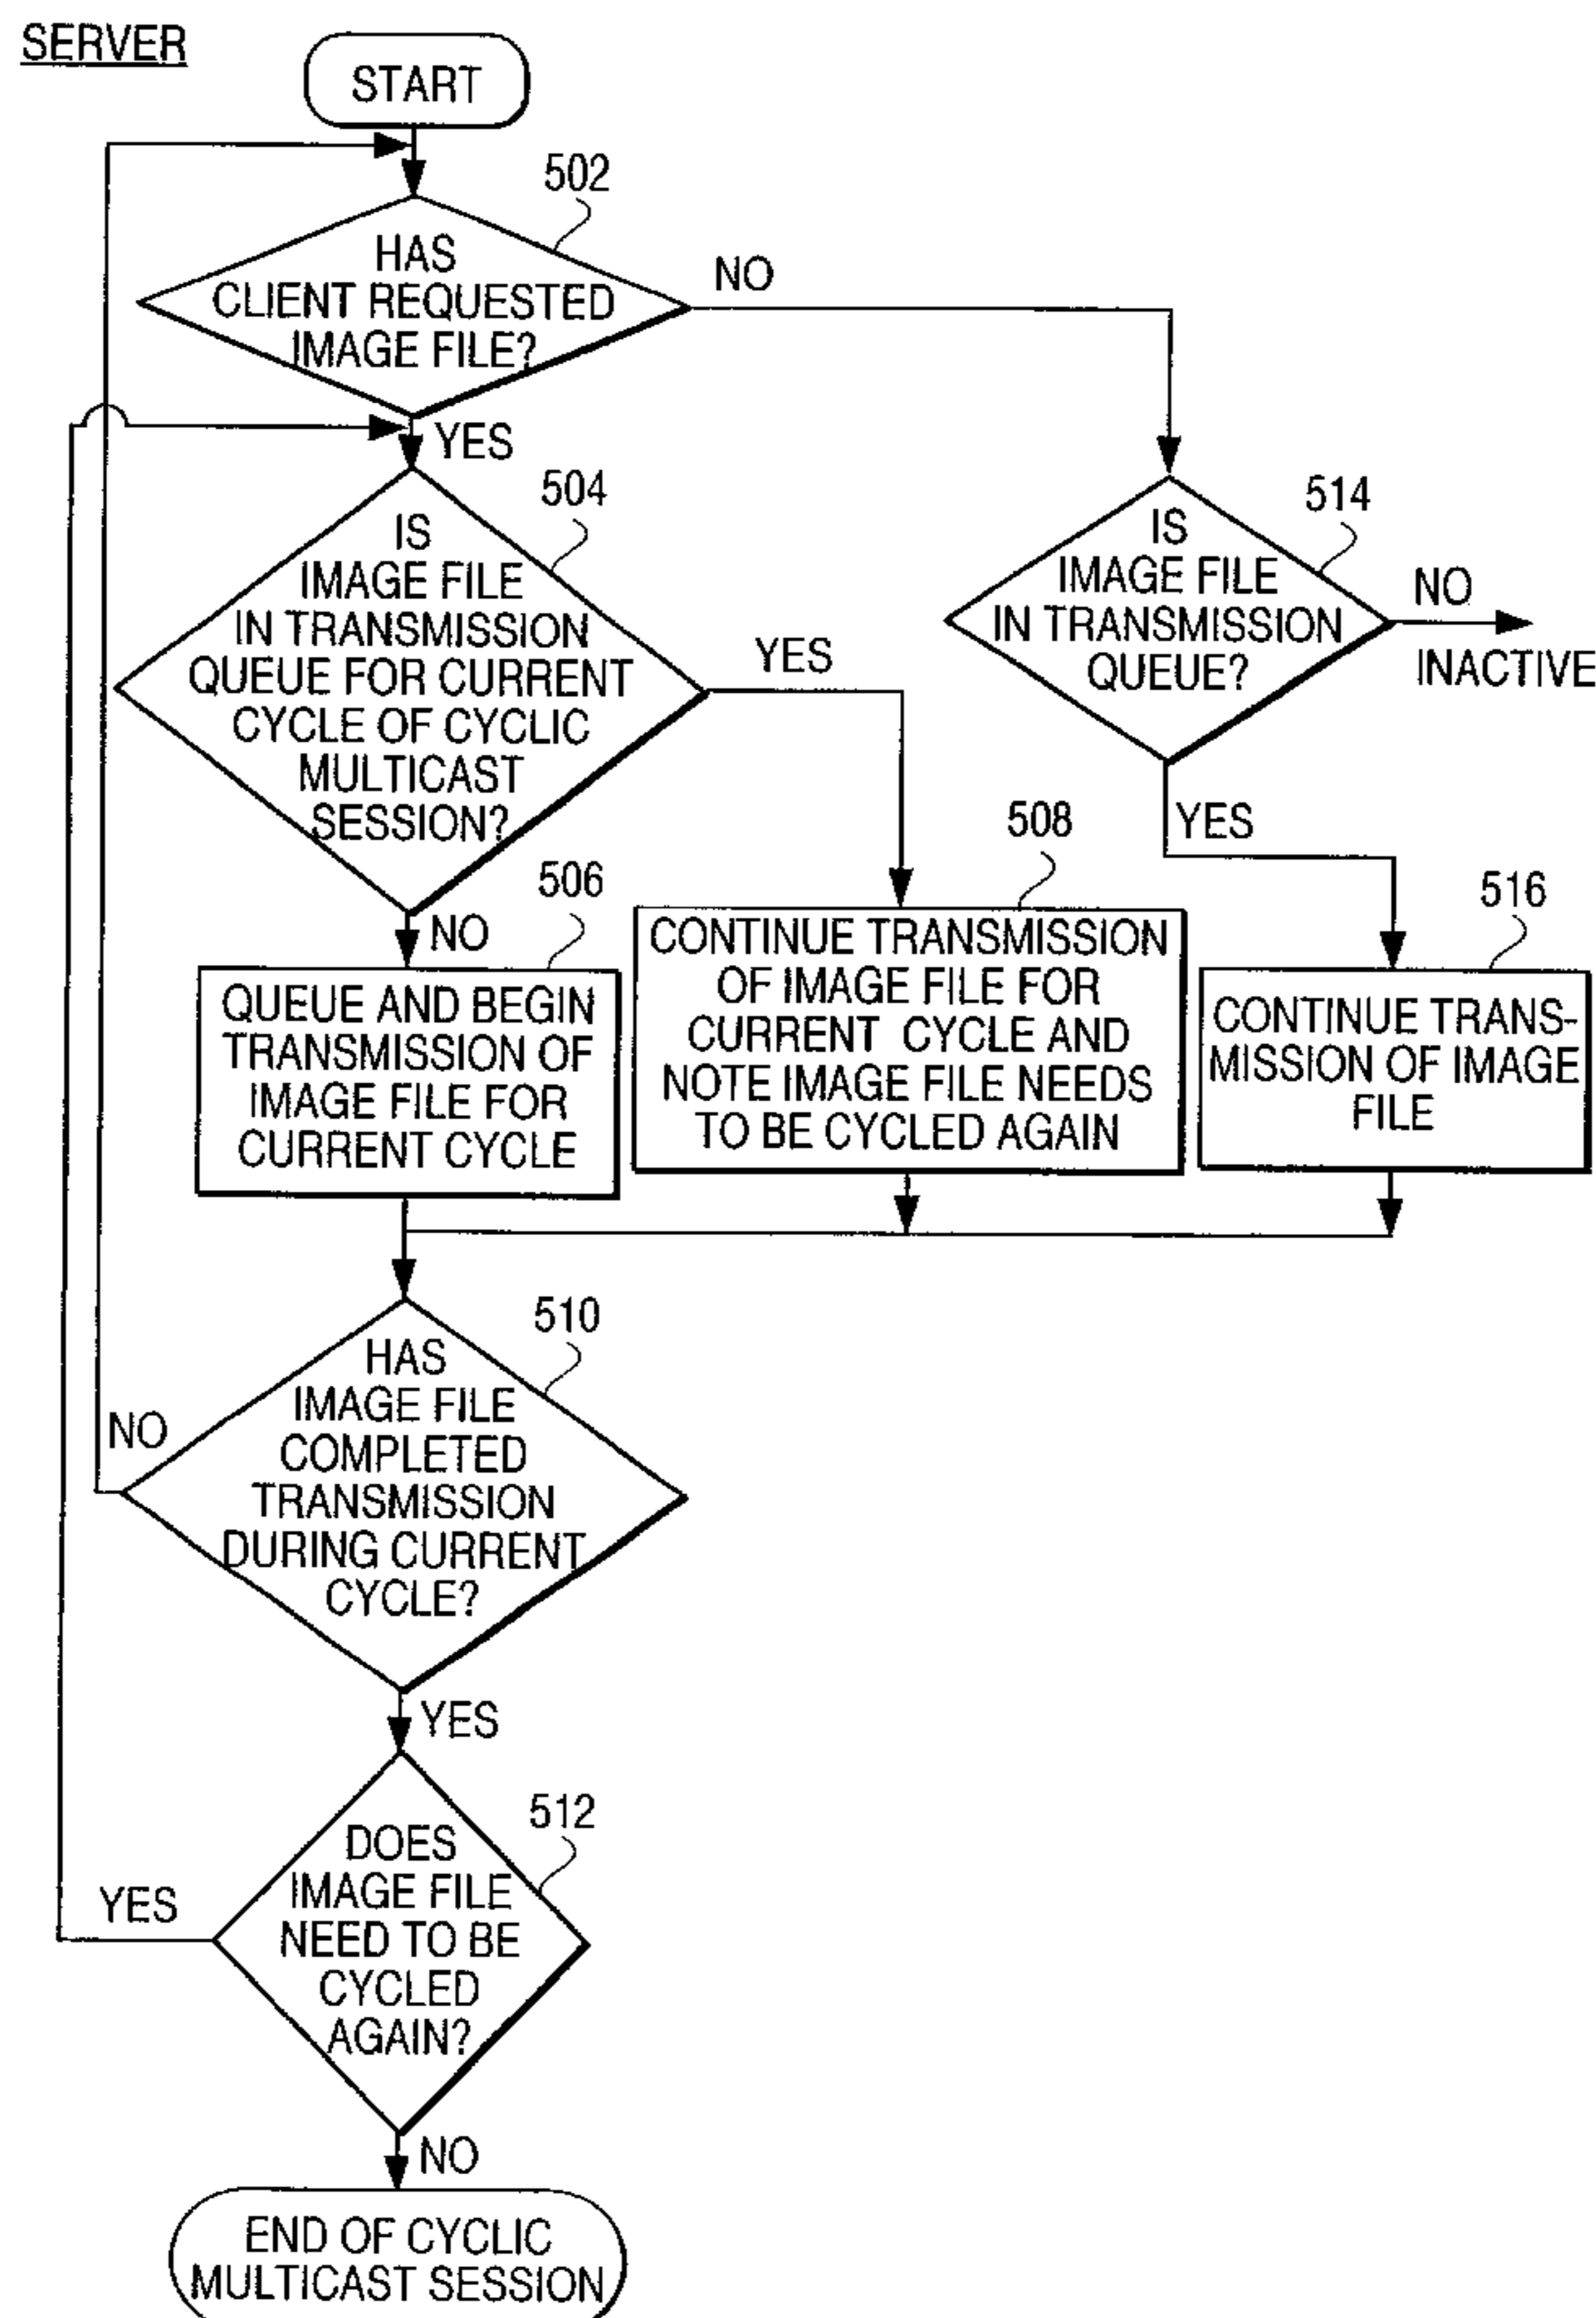 SERVER
START
502
HAS
CLIENT REQUESTED
IMAGE FILE?
NO
YES
504
IS
IMAGE FILE
IN TRANSMISSION
QUEUE FOR CURRENT
CYCLE OF CYCLIC
MULTICAST
SESSION?
YES
514
IS
IMAGE FILE
IN TRANSMISSION
QUEUE?
NO
INACTIVE
YES
NO
506
QUEUE AND BEGIN
TRANSMISSION OF
IMAGE FILE FOR
CURRENT CYCLE
508
CONTINUE TRANSMISSION
OF IMAGE FILE FOR
CURRENT CYCLE AND
NOTE IMAGE FILE NEEDS
TO BE CYCLED AGAIN
516
CONTINUE TRANS-
MISSION OF IMAGE
FILE
510
HAS
IMAGE FILE
COMPLETED
TRANSMISSION
DURING CURRENT
CYCLE?
NO
YES
512
DOES
IMAGE FILE
NEED TO BE
CYCLED
AGAIN?
YES
NO
END OF CYCLIC
MULTICAST SESSION